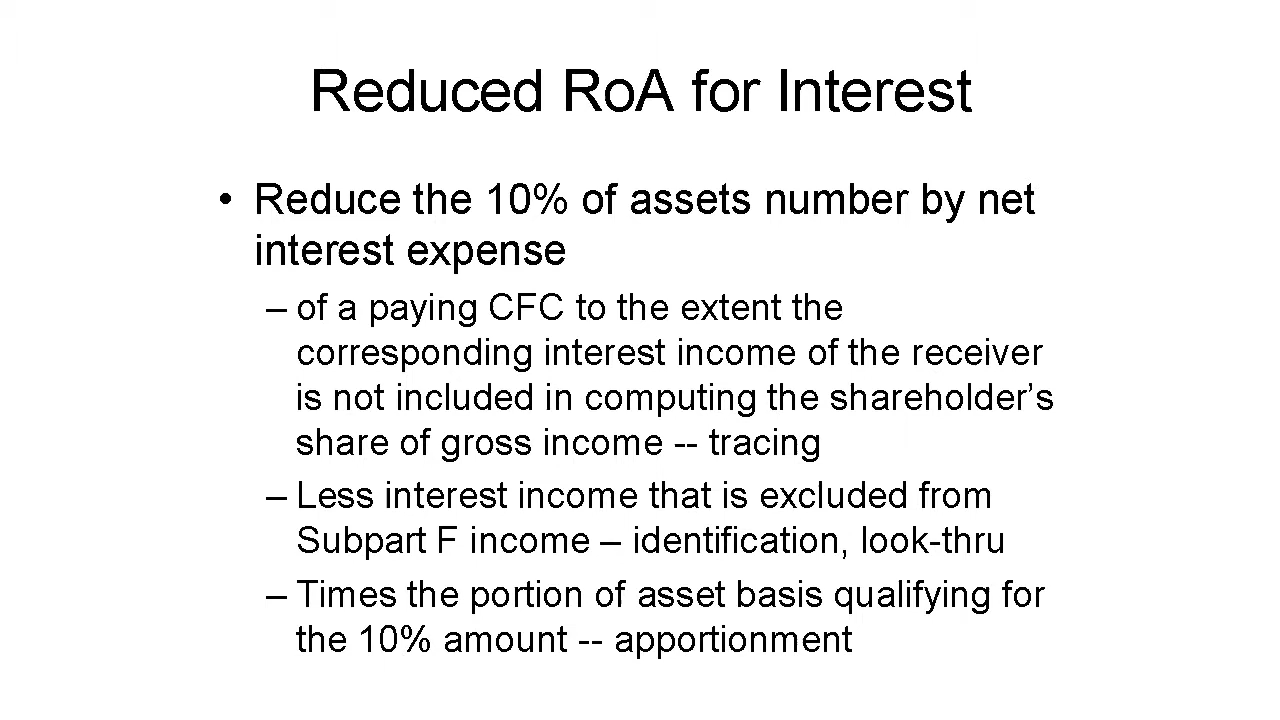 Reduced RoA for Interest
• Reduce the 10% of assets number by net
interest expense
– of a paying CFC to the extent the
corresponding interest income of the receiver
is not included in computing the shareholder’s
share of gross income -- tracing
– Less interest income that is excluded from
Subpart F income – identification, look-thru
– Times the portion of asset basis qualifying for
the 10% amount -- apportionment